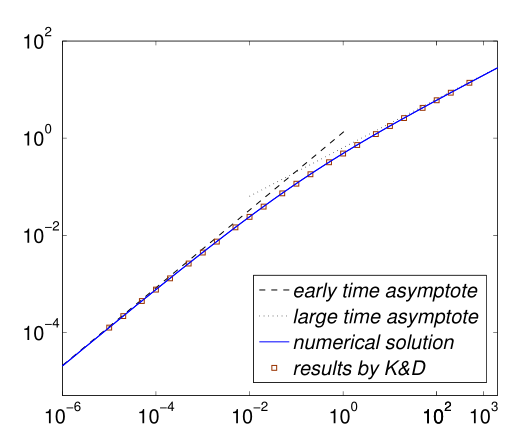 10^2
10^0
10^-2
10^-4
early time asymptote
large time asymptote
numerical solution
results by K&D
10^-6 10^-4 10^-2 10^0 10^2 10^3